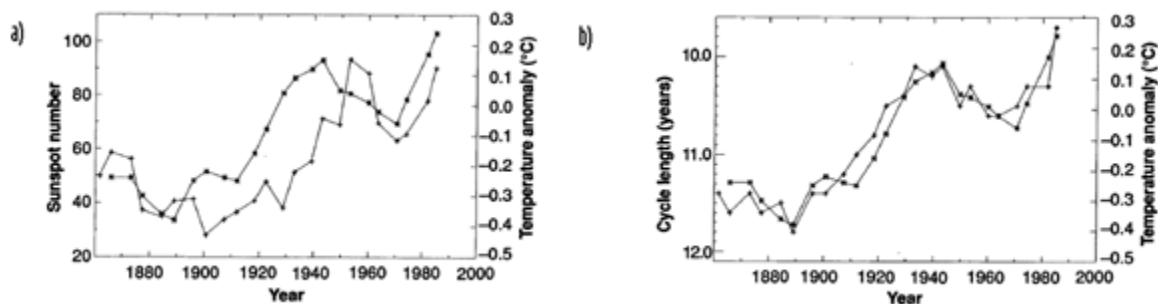 a)
Sunspot number
100
80
60
40
20
0.3
0.2
0.1
0.0
−0.1
−0.2
−0.3
−0.4
−0.5
Temperature anomaly (°C)
1880 1900 1920 1940 1960 1980 2000
Year
b)
Cycle length (years)
10.0
11.0
12.0
0.3
0.2
0.1
0.0
−0.1
−0.2
−0.3
−0.4
−0.5
Temperature anomaly (°C)
1880 1900 1920 1940 1960 1980 2000
Year